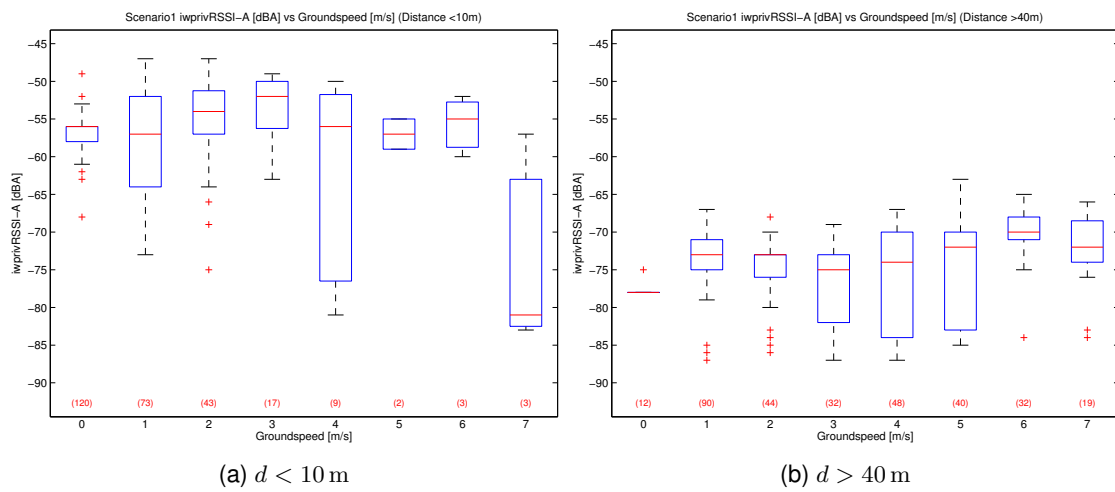 Scenario1 iwprivRSSI−A [dBA] vs Groundspeed [m/s] (Distance <10m)
−45
−50
−55
−60
−65
−70
−75
−80
−85
−90
iwprivRSSI−A [dBA]
(120) (73) (43) (17) (9) (2) (3) (3)
0 1 2 3 4 5 6 7
Groundspeed [m/s]
(a) d < 10 m
Scenario1 iwprivRSSI−A [dBA] vs Groundspeed [m/s] (Distance >40m)
−45
−50
−55
−60
−65
−70
−75
−80
−85
−90
iwprivRSSI−A [dBA]
(12) (90) (44) (32) (48) (40) (32) (19)
0 1 2 3 4 5 6 7
Groundspeed [m/s]
(b) d > 40 m